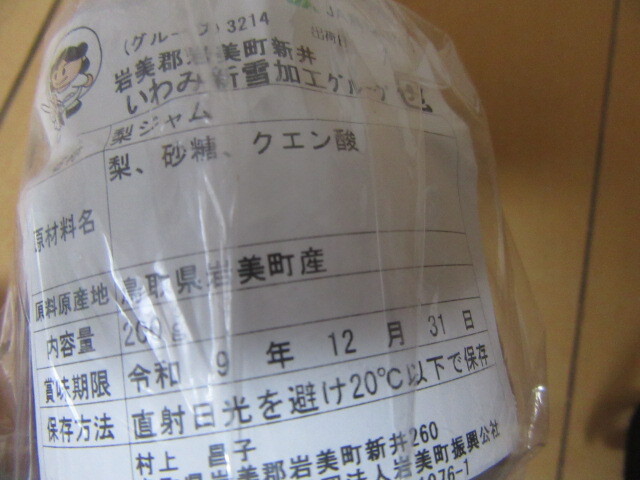 (グループ) 3214
岩美郡岩美町新井
いわみ新雪加工グループ
梨ジャム
原材料名 梨、砂糖、クエン酸
原料原産地 鳥取県岩美町産
内容量 200g
賞味期限 令和 9 年 12 月 31 日
保存方法 直射日光を避け20℃以下で保存
村上 昌子
岩美郡岩美町新井260
法人岩美町振興公社
1